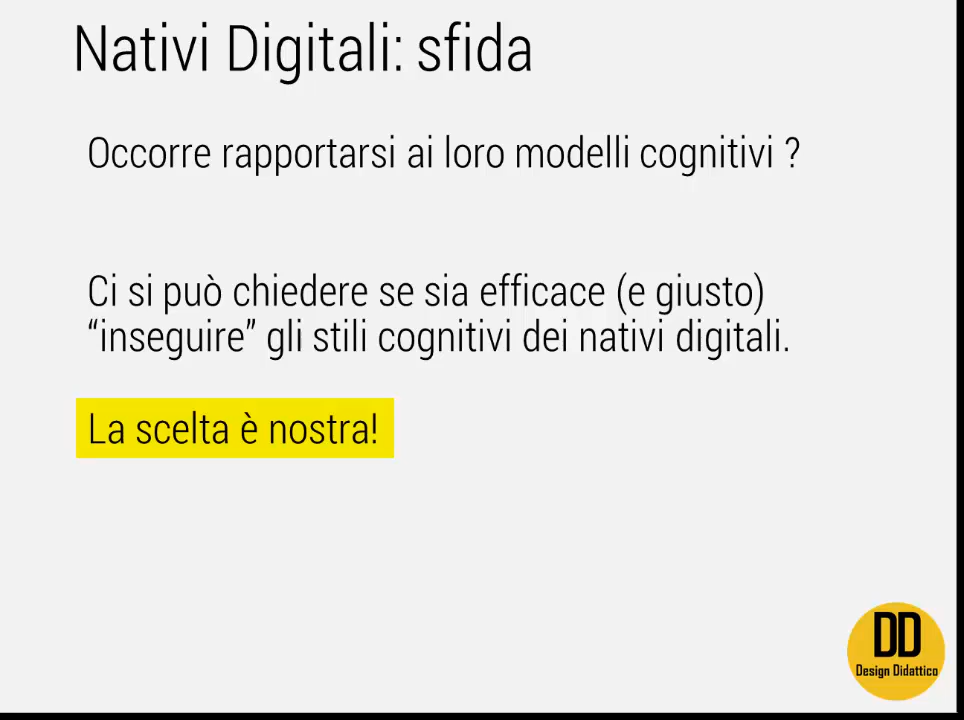 Nativi Digitali: sfida
Occorre rapportarsi ai loro modelli cognitivi ?
Ci si può chiedere se sia efficace (e giusto)
“inseguire” gli stili cognitivi dei nativi digitali.
La scelta è nostra!
DD
Design Didattico